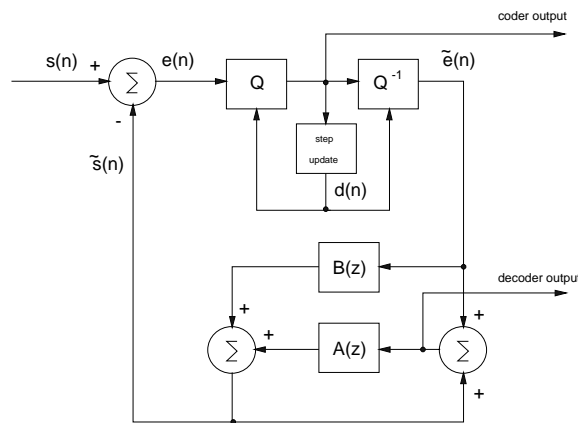 coder output
s(n) + Σ e(n) Q Q⁻¹ ẽ(n)
-
step
update
s̃(n)
d(n)
B(z)
decoder output
+ +
Σ + A(z) Σ
+